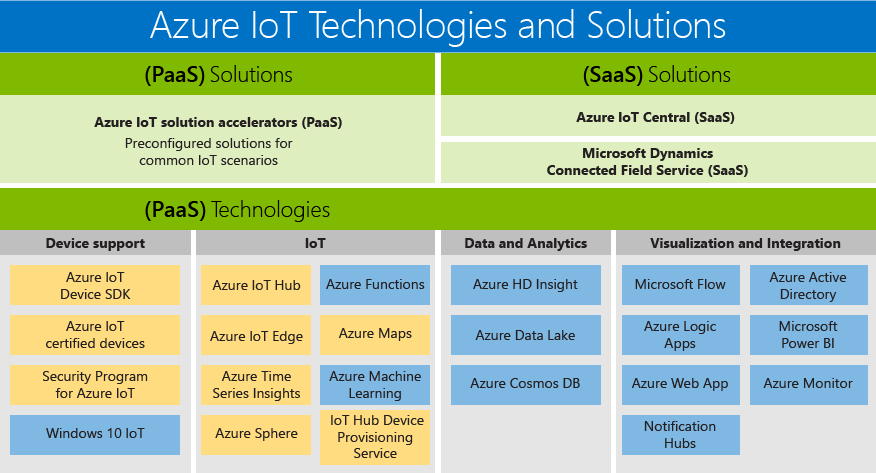 Azure IoT Technologies and Solutions
(PaaS) Solutions
(SaaS) Solutions
Azure IoT solution accelerators (PaaS)
Preconfigured solutions for
common IoT scenarios
Azure IoT Central (SaaS)
Microsoft Dynamics
Connected Field Service (SaaS)
(PaaS) Technologies
Device support
Azure IoT
Device SDK
Azure IoT
certified devices
Security Program
for Azure IoT
Windows 10 IoT
IoT
Azure IoT Hub
Azure Functions
Azure IoT Edge
Azure Maps
Azure Time
Series Insights
Azure Machine
Learning
Azure Sphere
IoT Hub Device
Provisioning
Service
Data and Analytics
Azure HD Insight
Azure Data Lake
Azure Cosmos DB
Visualization and Integration
Microsoft Flow
Azure Active
Directory
Azure Logic
Apps
Microsoft
Power BI
Azure Web App
Azure Monitor
Notification
Hubs